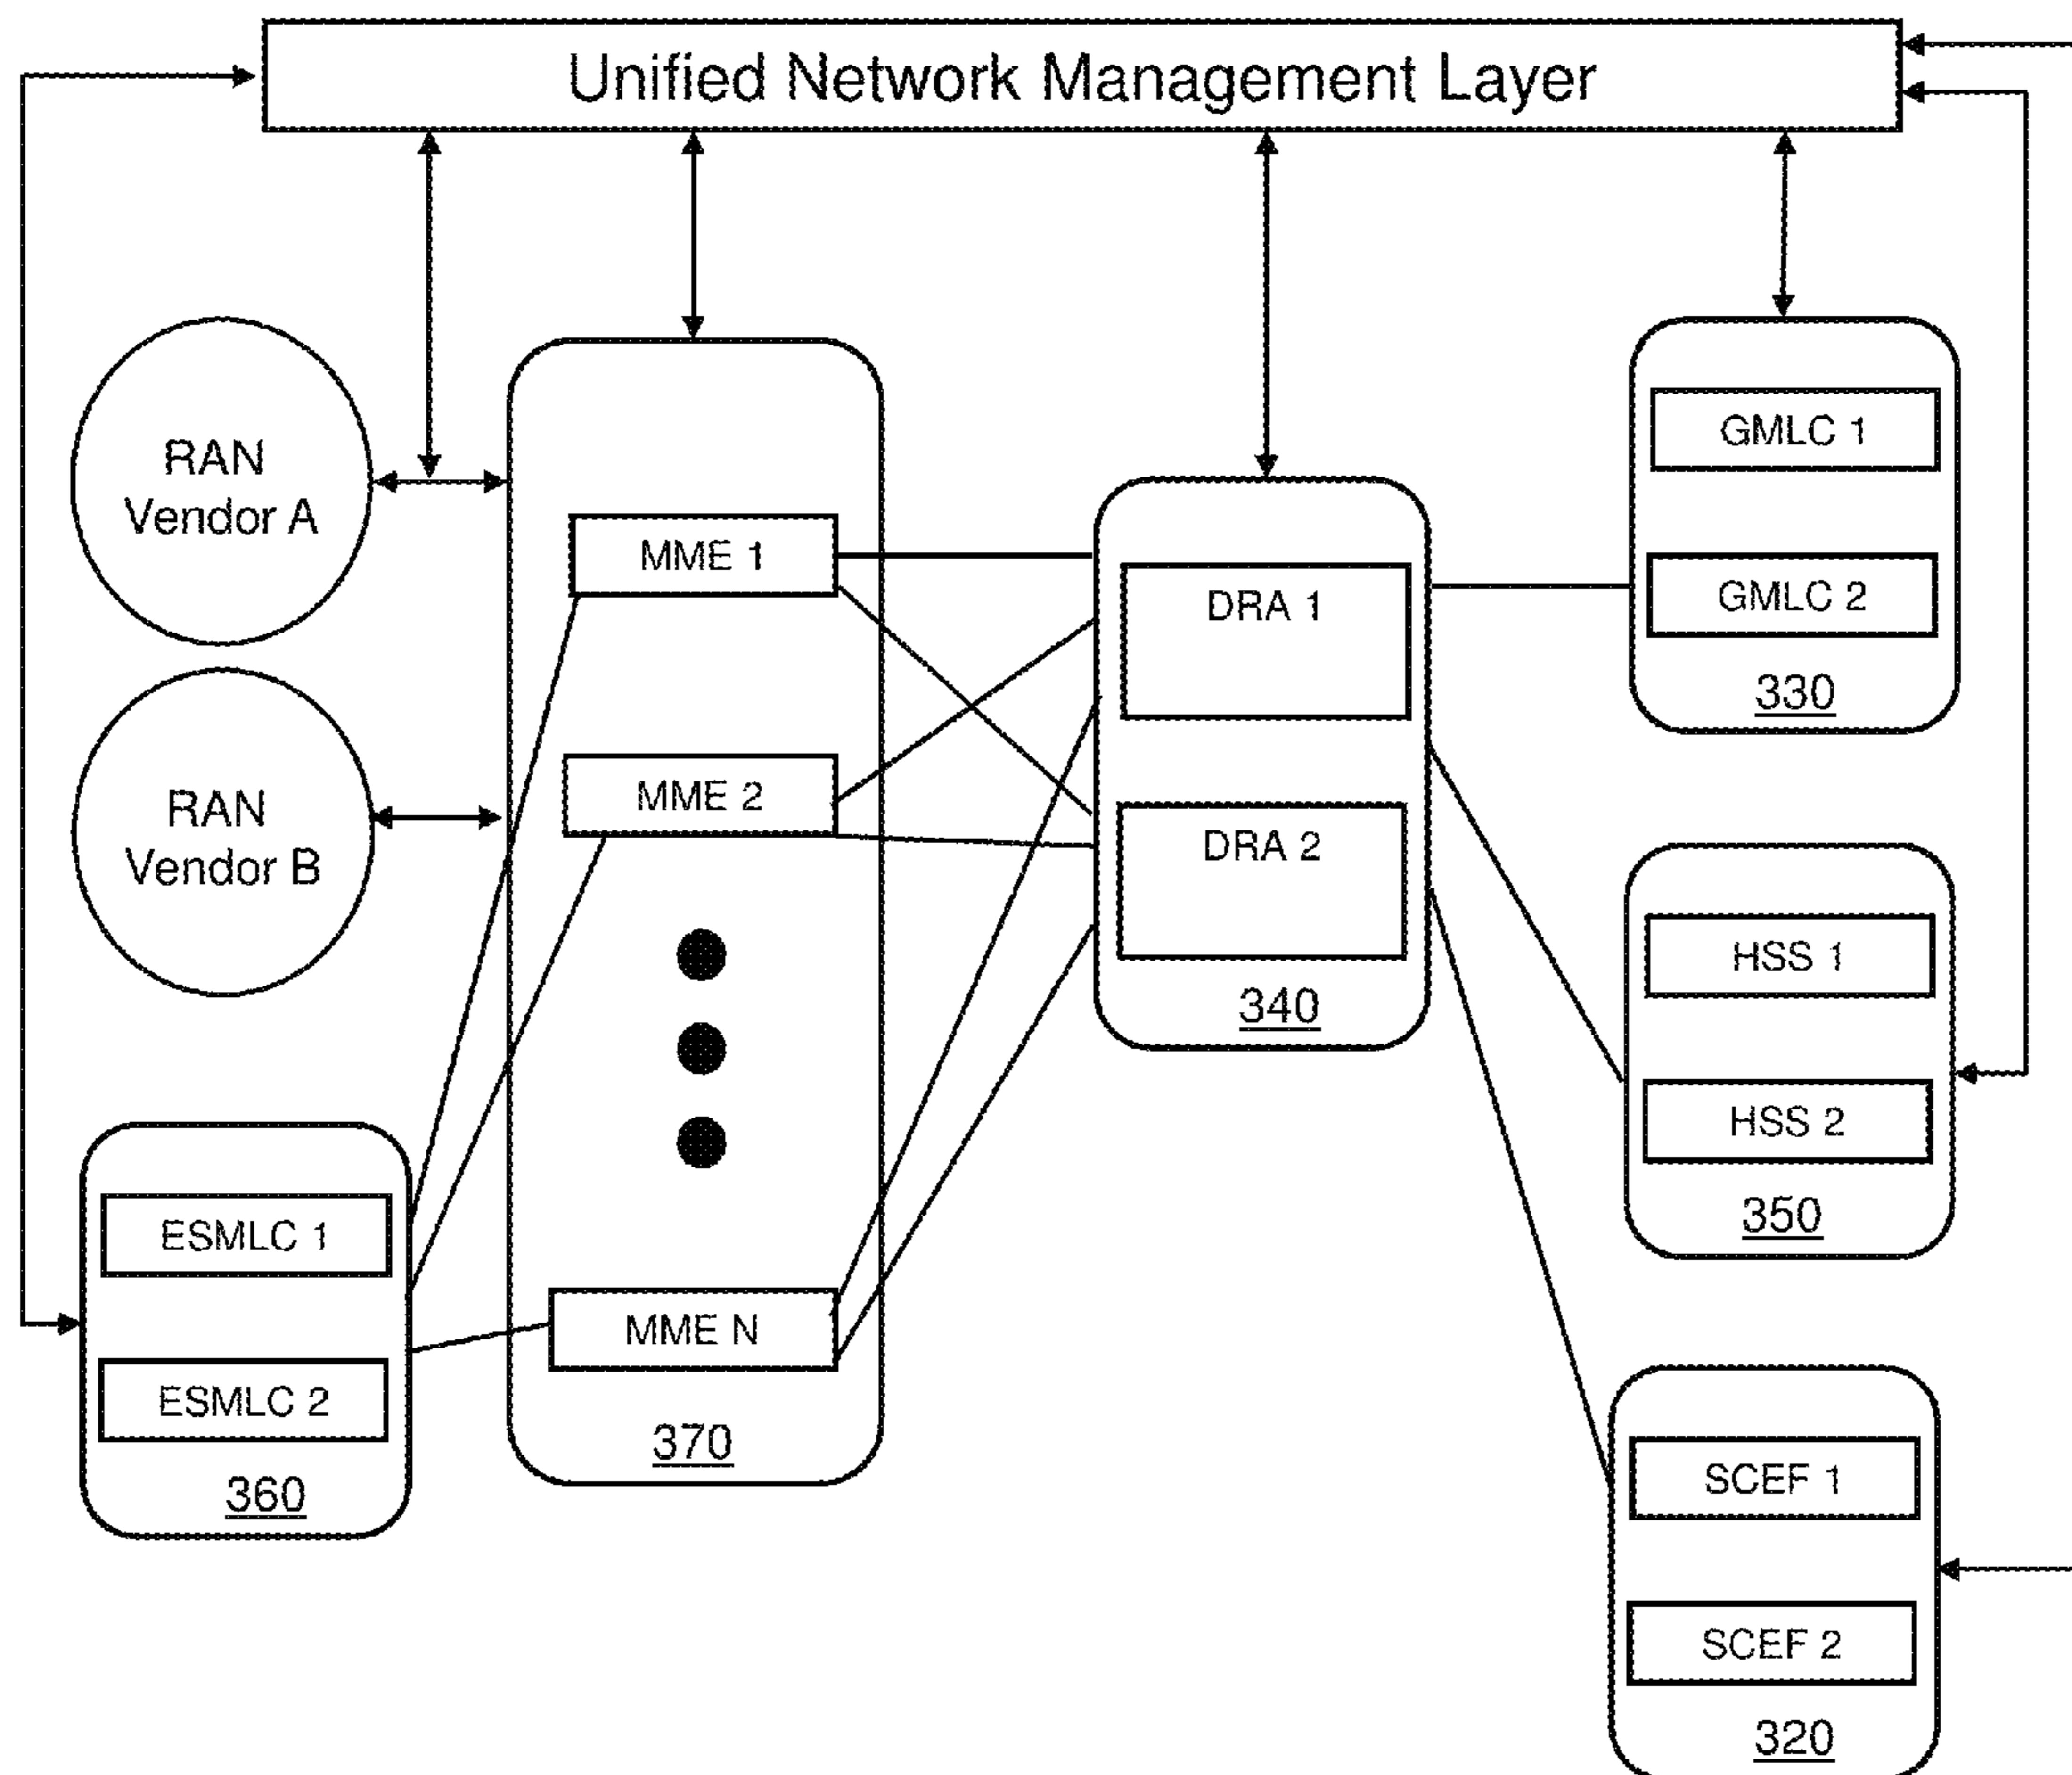 Unified Network Management Layer
RAN
Vendor A
RAN
Vendor B
ESMLC 1
ESMLC 2
360
MME 1
MME 2
MME N
370
DRA 1
DRA 2
340
GMLC 1
GMLC 2
330
HSS 1
HSS 2
350
SCEF 1
SCEF 2
320